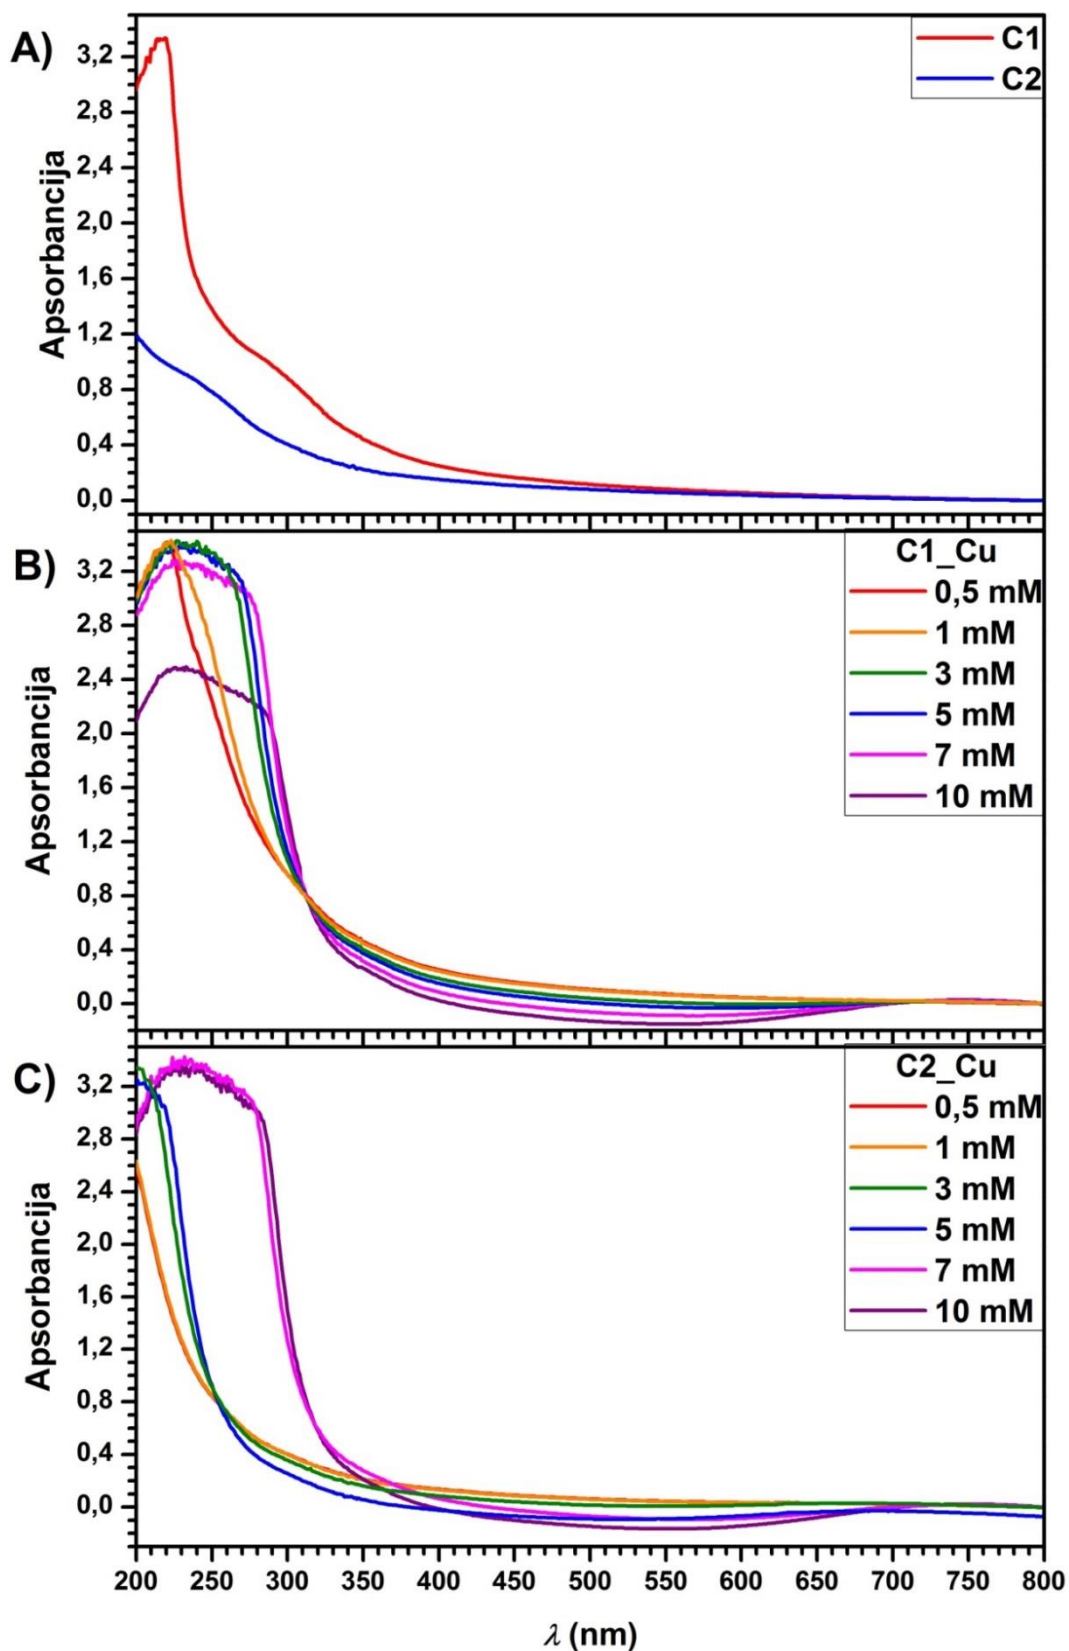 A)
C1
C2
3,2
2,8
2,4
2,0
1,6
1,2
0,8
0,4
0,0
Apsorbancija
B)
C1_Cu
0,5 mM
1 mM
3 mM
5 mM
7 mM
10 mM
3,2
2,8
2,4
2,0
1,6
1,2
0,8
0,4
0,0
Apsorbancija
C)
C2_Cu
0,5 mM
1 mM
3 mM
5 mM
7 mM
10 mM
3,2
2,8
2,4
2,0
1,6
1,2
0,8
0,4
0,0
Apsorbancija
200 250 300 350 400 450 500 550 600 650 700 750 800
λ (nm)